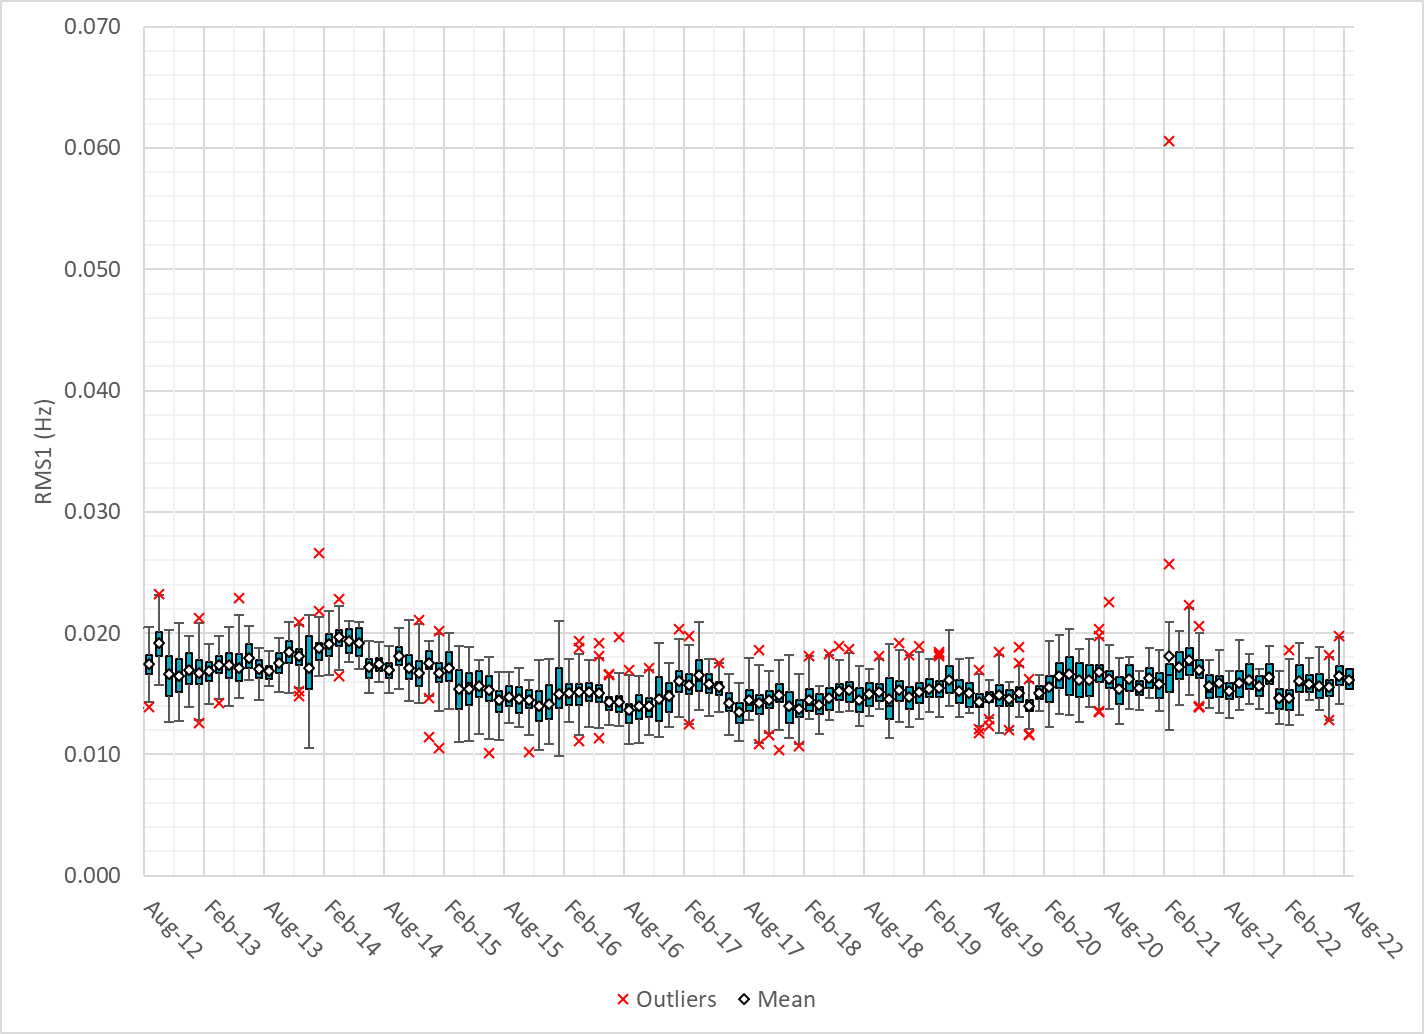 0.070
0.060
0.050
0.040
0.030
0.020
0.010
0.000
RMS1 (Hz)
Aug-12
Feb-13
Aug-13
Feb-14
Aug-14
Feb-15
Aug-15
Feb-16
Aug-16
Feb-17
Aug-17
Feb-18
Aug-18
Feb-19
Aug-19
Feb-20
Aug-20
Feb-21
Aug-21
Feb-22
Aug-22
Outliers
Mean